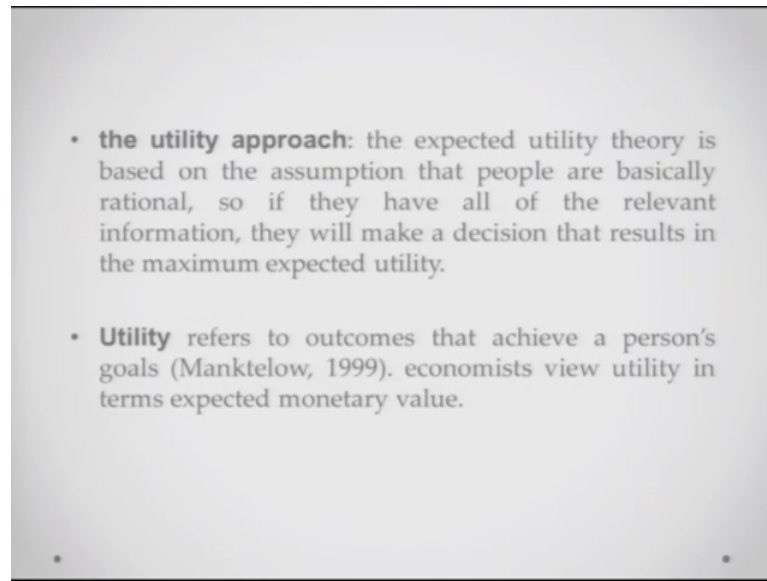 • the utility approach: the expected utility theory is
based on the assumption that people are basically
rational, so if they have all of the relevant
information, they will make a decision that results in
the maximum expected utility.
• Utility refers to outcomes that achieve a person's
goals (Manktelow, 1999). economists view utility in
terms expected monetary value.